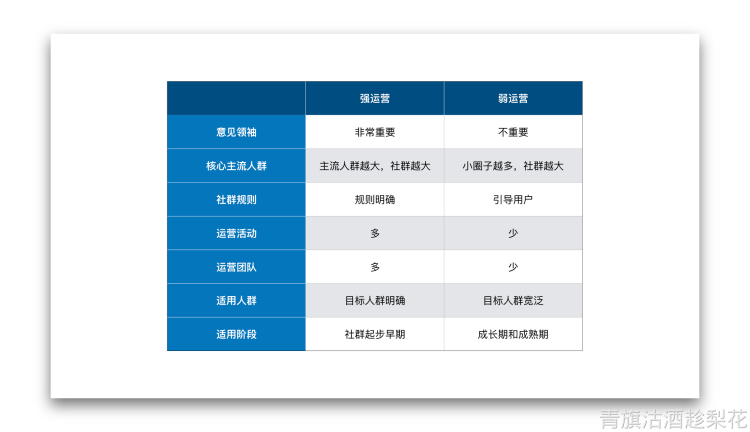 强运营 弱运营
意见领袖 非常重要 不重要
核心主流人群 主流人群越大，社群越大 小圈子越多，社群越大
社群规则 规则明确 引导用户
运营活动 多 少
运营团队 多 少
适用人群 目标人群明确 目标人群宽泛
适用阶段 社群起步早期 成长期和成熟期
青旗沽酒趁梨花